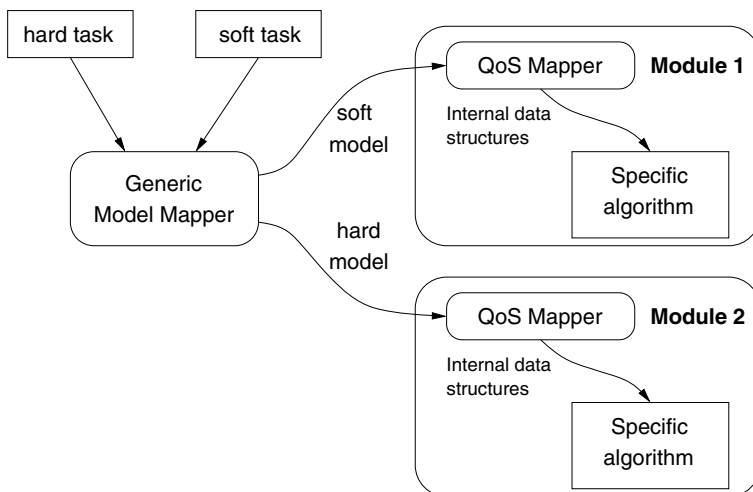 hard task
soft task
Generic
Model Mapper
soft
model
hard
model
QoS Mapper
Module 1
Internal data
structures
Specific
algorithm
QoS Mapper
Module 2
Internal data
structures
Specific
algorithm